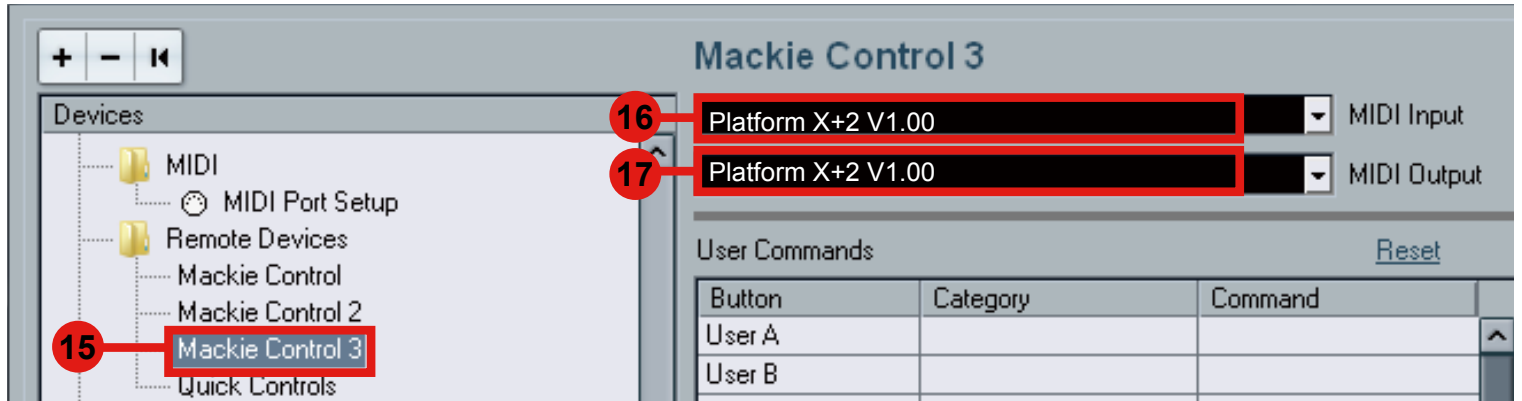 + −
Mackie Control 3
Devices
16 Platform X+2 V1.00 MIDI Input
17 Platform X+2 V1.00 MIDI Output
MIDI
MIDI Port Setup
Remote Devices
Mackie Control
Mackie Control 2
15 Mackie Control 3
Quick Controls
User Commands Reset
Button Category Command
User A
User B